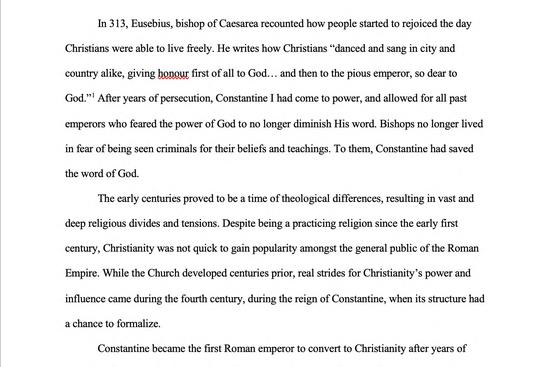 In 313, Eusebius, bishop of Caesarea recounted how people started to rejoiced the day
Christians were able to live freely. He writes how Christians “danced and sang in city and
country alike, giving honour first of all to God… and then to the pious emperor, so dear to
God.”¹ After years of persecution, Constantine I had come to power, and allowed for all past
emperors who feared the power of God to no longer diminish His word. Bishops no longer lived
in fear of being seen criminals for their beliefs and teachings. To them, Constantine had saved
the word of God.
The early centuries proved to be a time of theological differences, resulting in vast and
deep religious divides and tensions. Despite being a practicing religion since the early first
century, Christianity was not quick to gain popularity amongst the general public of the Roman
Empire. While the Church developed centuries prior, real strides for Christianity’s power and
influence came during the fourth century, during the reign of Constantine, when its structure had
a chance to formalize.
Constantine became the first Roman emperor to convert to Christianity after years of